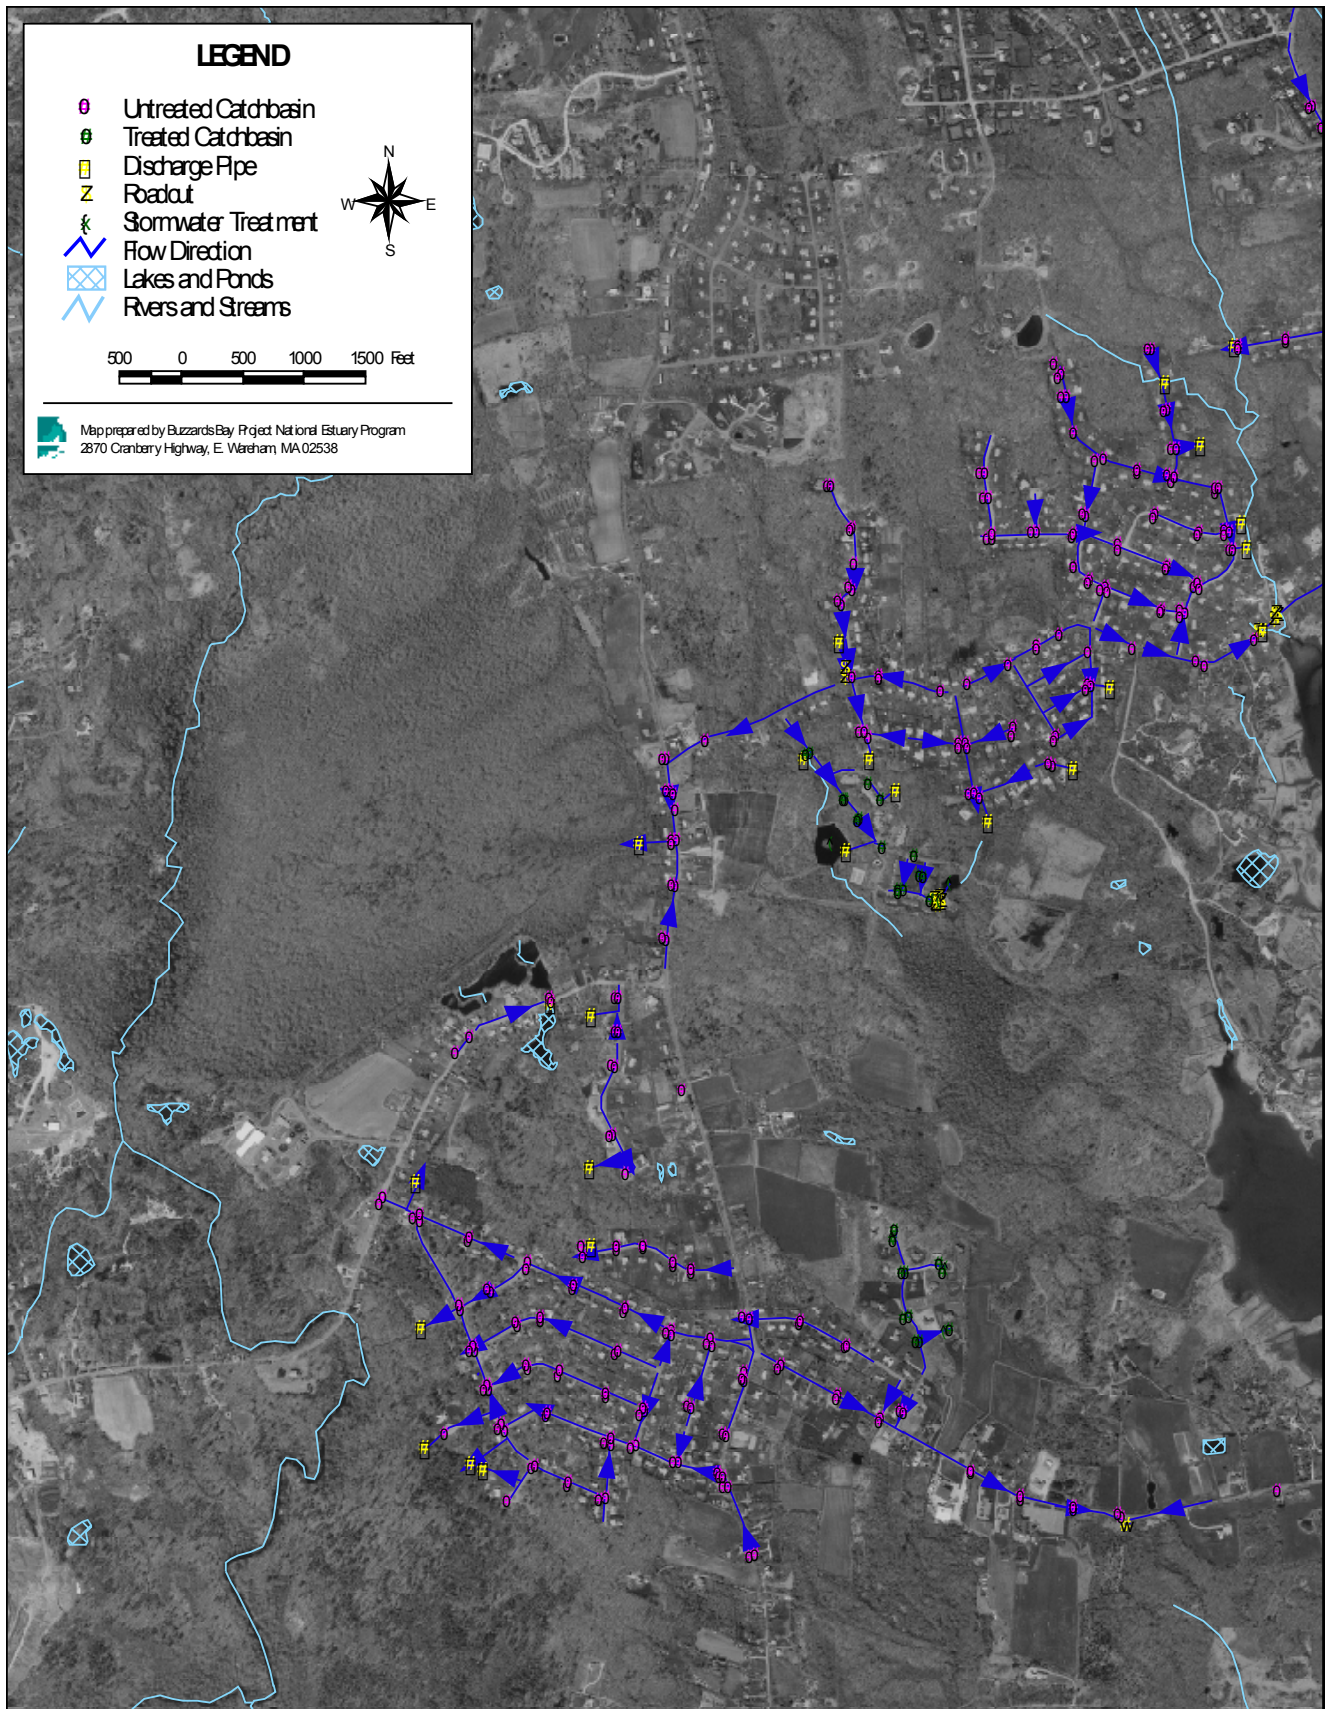 LEGEND
Untreated Catchbasin
Treated Catchbasin
Discharge Pipe
Roadcut
Stormwater Treatment
Flow Direction
Lakes and Ponds
Rivers and Streams
N
W E
S
500 0 500 1000 1500 Feet
Map prepared by Buzzards Bay Project National Estuary Program
2870 Cranberry Highway, E. Wareham, MA 02538